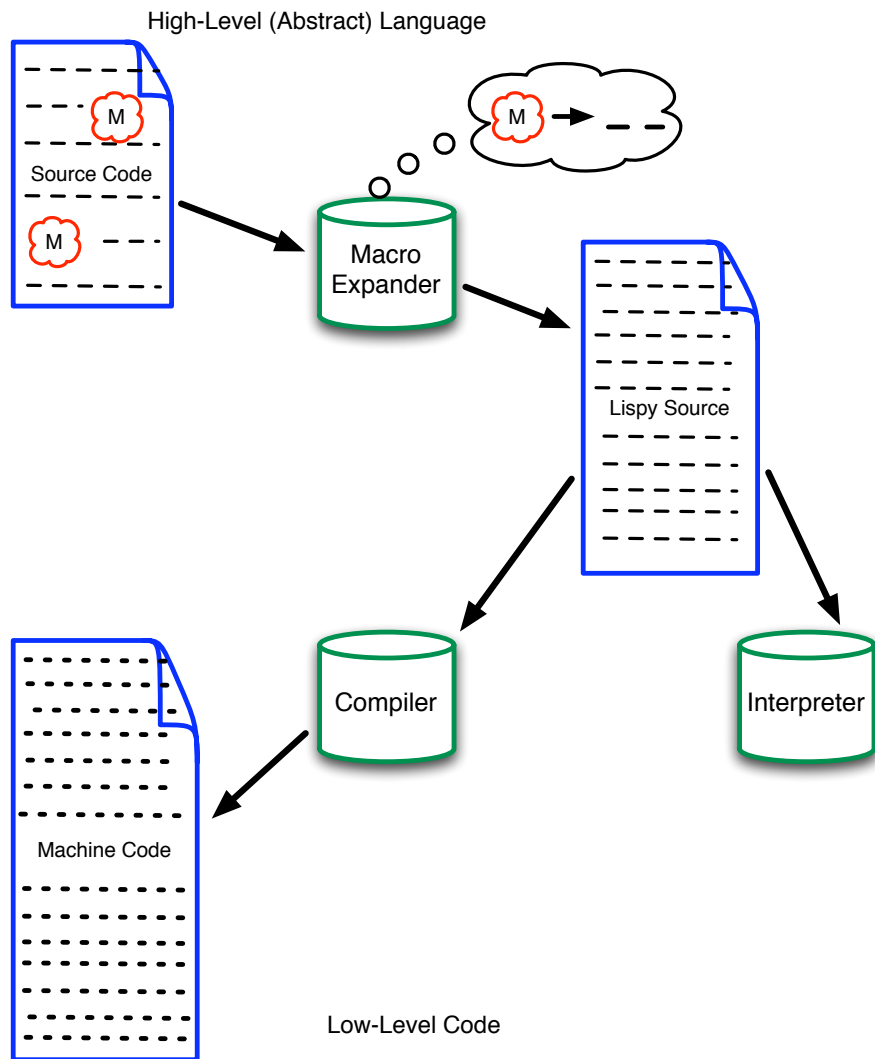 High-Level (Abstract) Language
M
M
Source Code
M
Macro
Expander
Lispy Source
Compiler
Interpreter
Machine Code
Low-Level Code